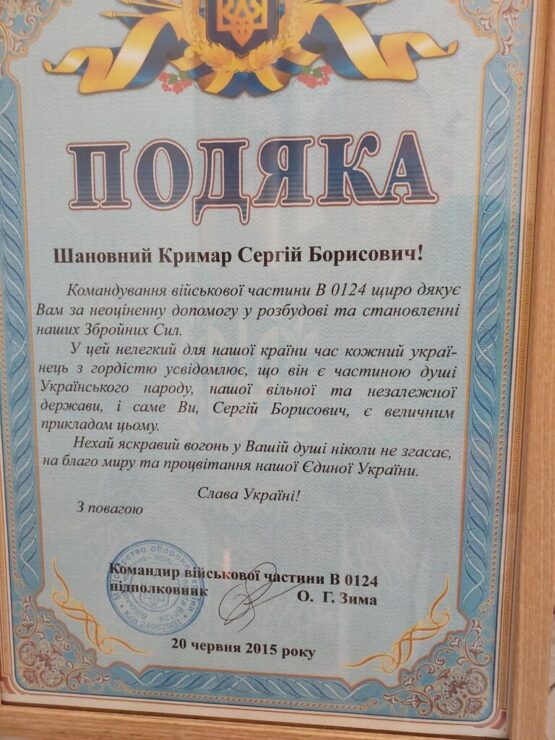 ПОДЯКА
Шановний Кримар Сергій Борисович!
Командування військової частини В 0124 щиро дякує
Вам за неоціненну допомогу у розбудові та становленні
наших Збройних Сил.
У цей нелегкий для нашої країни час кожний украї-
нець з гордістю усвідомлює, що він є частиною душі
Українського народу, нашої вільної та незалежної
держави, і саме Ви, Сергій Борисович, є величним
прикладом цьому.
Нехай яскравий вогонь у Вашій душі ніколи не згасає,
на благо миру та процвітання нашої Єдиної України.
Слава Україні!
З повагою
Командир військової частини В 0124
підполковник О. Г. Зима
20 червня 2015 року